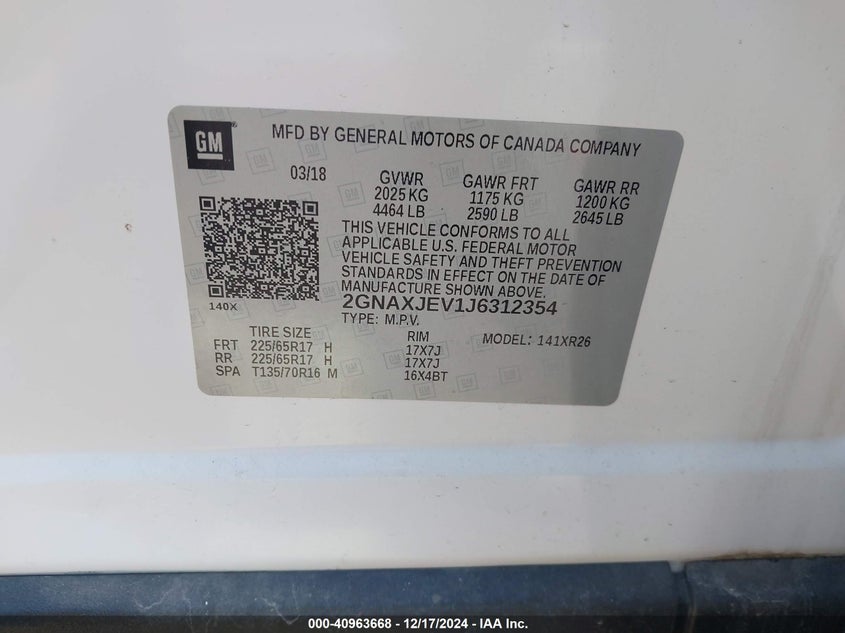 GM
MFD BY GENERAL MOTORS OF CANADA COMPANY
03/18 GVWR GAWR FRT GAWR RR
2025 KG 1175 KG 1200 KG
4464 LB 2590 LB 2645 LB
THIS VEHICLE CONFORMS TO ALL
APPLICABLE U.S. FEDERAL MOTOR
VEHICLE SAFETY AND THEFT PREVENTION
STANDARDS IN EFFECT ON THE DATE OF
MANUFACTURE SHOWN ABOVE.
140X
2GNAXJEV1J6312354
TYPE: M.P.V.
TIRE SIZE RIM MODEL: 141XR26
FRT 225/65R17 H 17X7J
RR 225/65R17 H 17X7J
SPA T135/70R16 M 16X4BT
000-40963668 - 12/17/2024 - IAA Inc.